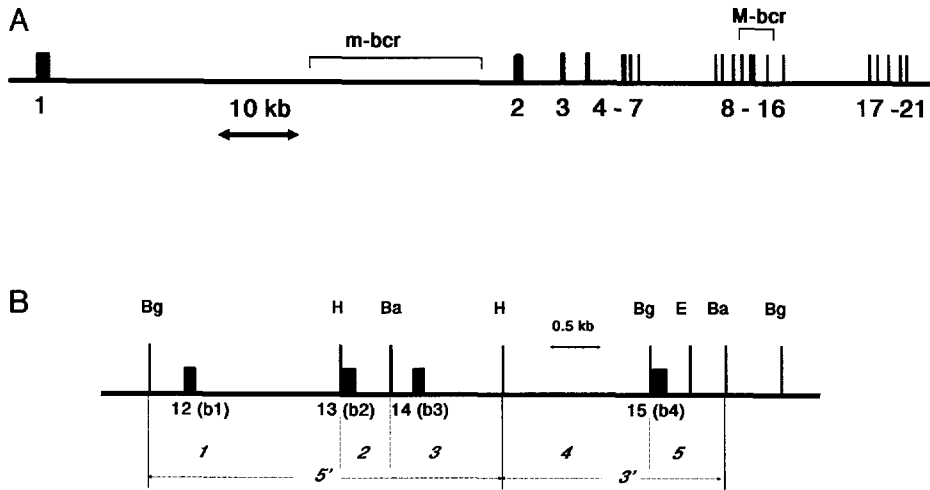 A
m-bcr
M-bcr
1 2 3 4 - 7 8 - 16 17 -21
10 kb
B
Bg H Ba H Bg E Ba Bg
0.5 kb
12 (b1) 13 (b2) 14 (b3) 15 (b4)
1 2 3 4 5
5' 3'